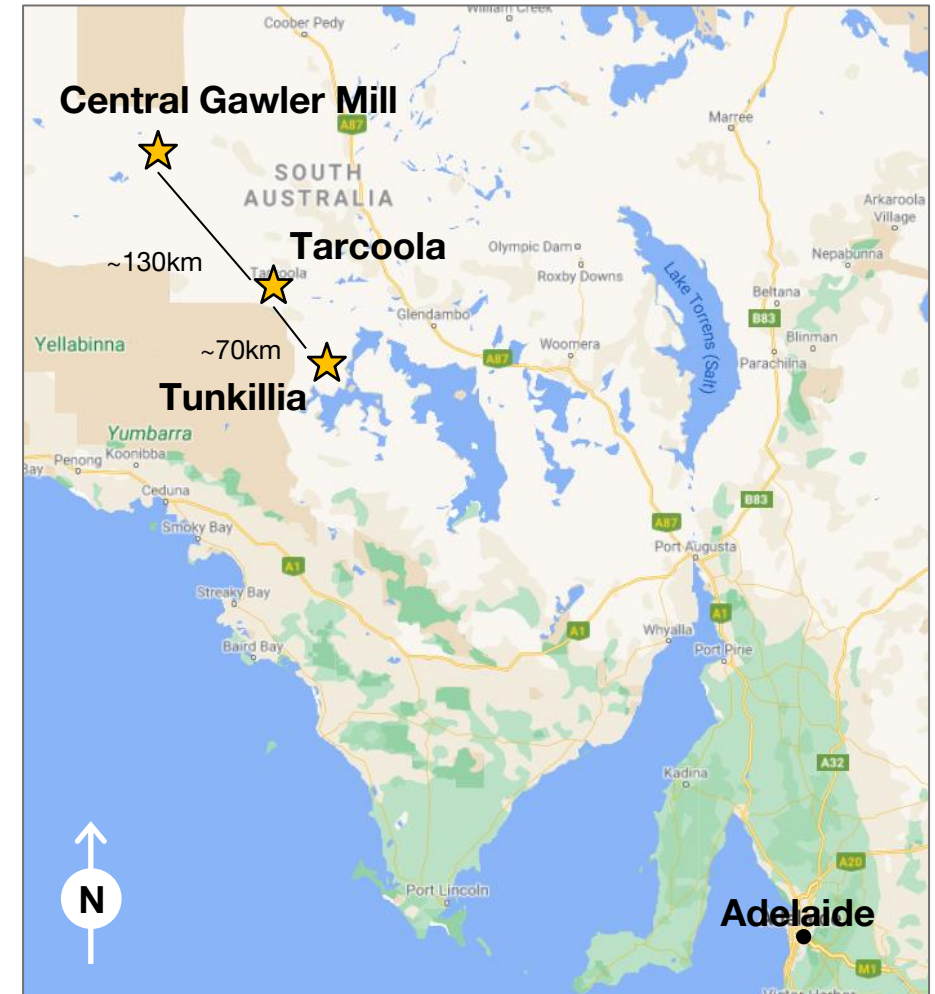 William Creek
Coober Pedy
Central Gawler Mill
A87
Marree
SOUTH
AUSTRALIA
Arkaroola
Village
Tarcoola
Olympic Dam
Nepabunna
~130km
Tarcoola
Roxby Downs
Lake Torrens (Salt)
Beltana
Glendambo
B83
Yellabinna
~70km
Woomera
Blinman
A87
Parachilna
Tunkillia
Yumbarra
Koonibba
Penong
Bay
Ceduna
B83
Smoky Bay
A87
Port Augusta
A1
Streaky Bay
A1
A1
Whyalla
Baird Bay
Port Pirie
A32
Kadina
A20
N
Port Lincoln
Adelaide
M1